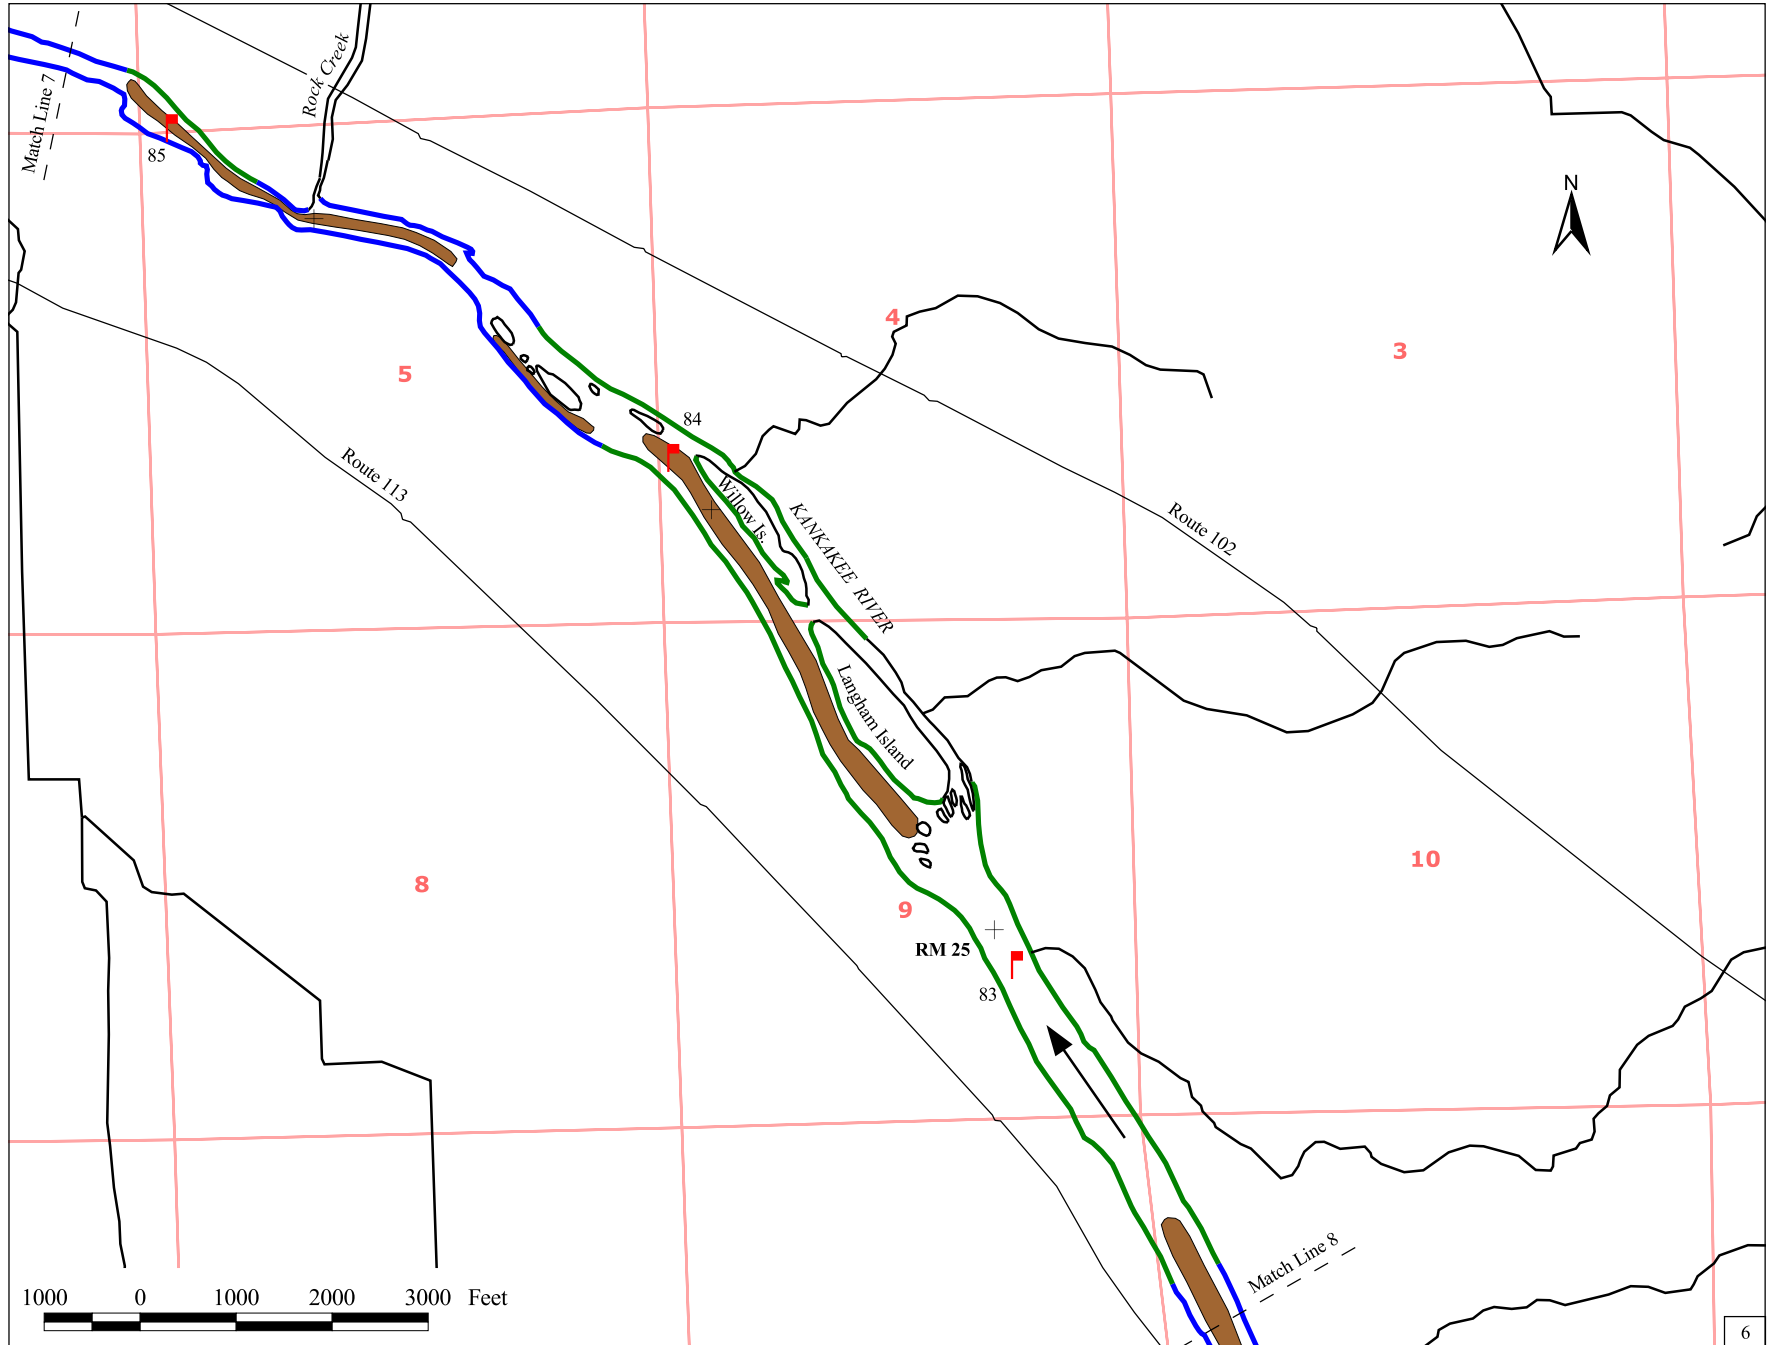 Match Line 7
Rock Creek
85
N
4
3
5
84
Route 113
Willow Is.
KANKAKEE RIVER
Route 102
Langham Island
10
8
9
RM 25
83
Match Line 8
1000 0 1000 2000 3000 Feet
6